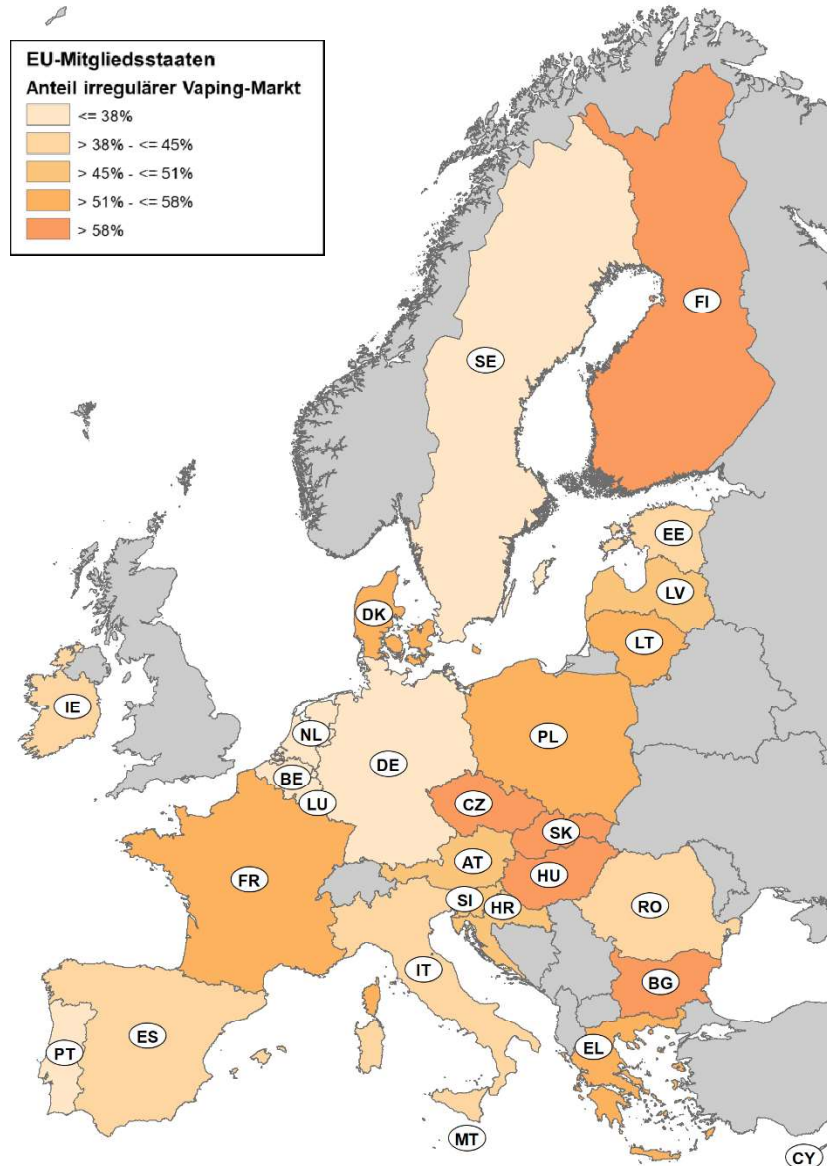 EU-Mitgliedsstaaten
Anteil irregulärer Vaping-Markt
<= 38%
> 38% - <= 45%
> 45% - <= 51%
> 51% - <= 58%
> 58%
FI
SE
EE
LV
DK
LT
IE
NL
PL
BE
DE
LU
CZ
SK
AT
FR
HU
SI
HR
RO
IT
BG
ES
EL
PT
MT
CY